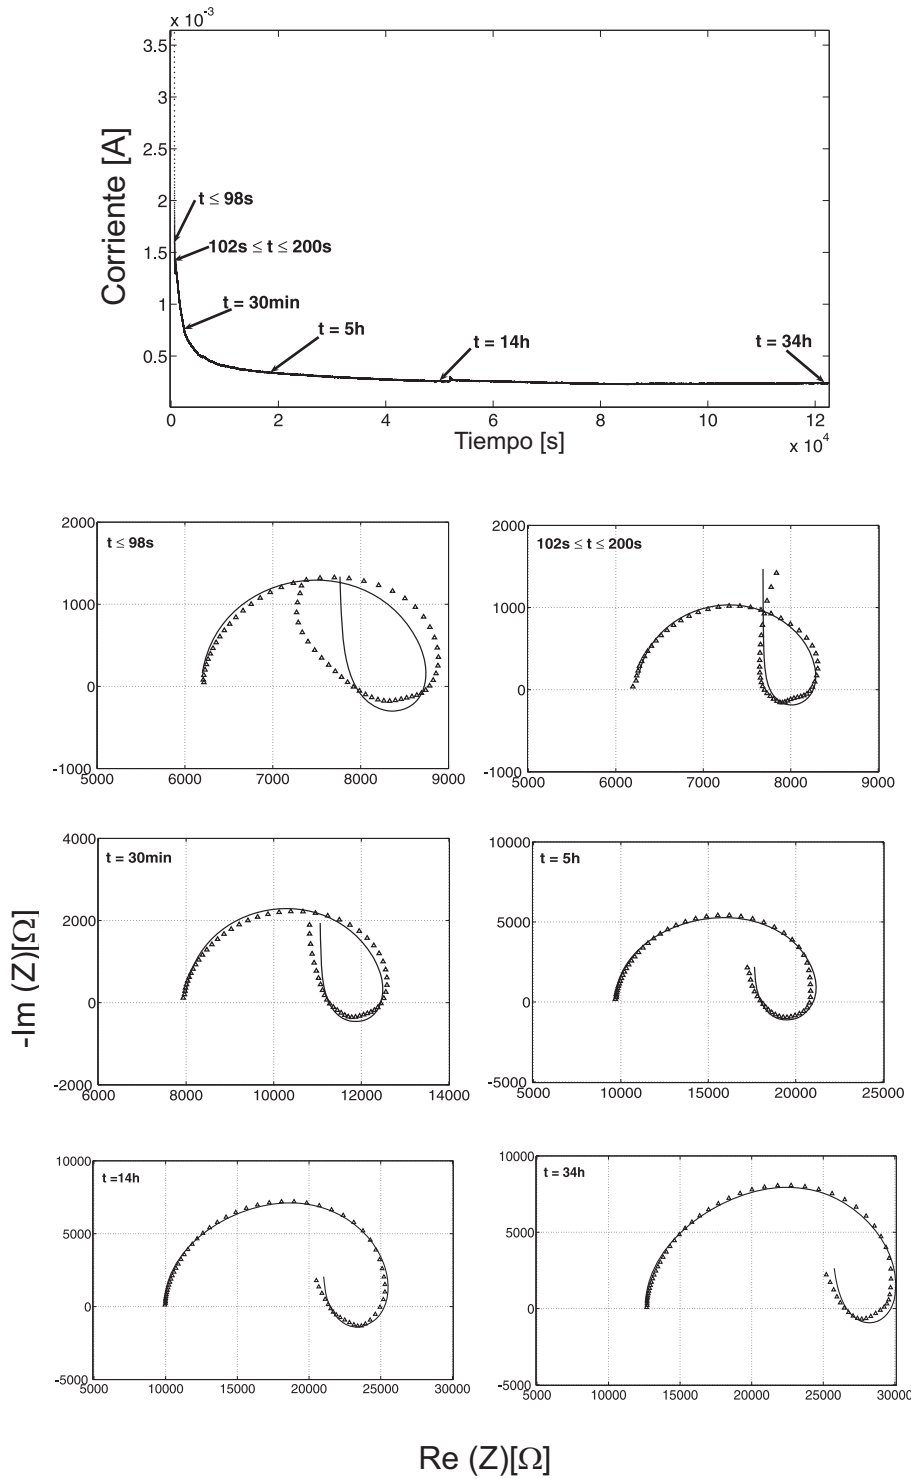 x 10⁻³
3.5
3
2.5
2
1.5
1
0.5
Corriente [A]
t ≤ 98s
102s ≤ t ≤ 200s
t = 30min
t = 5h
t = 14h
t = 34h
0 2 4 6 8 10 12
Tiempo [s]
x 10⁴
2000
1000
0
-1000
t ≤ 98s
5000 6000 7000 8000 9000
2000
1000
0
-1000
102s ≤ t ≤ 200s
5000 6000 7000 8000 9000
4000
2000
0
-2000
t = 30min
6000 8000 10000 12000 14000
10000
5000
0
-5000
t = 5h
5000 10000 15000 20000 25000
-Im (Z)[Ω]
10000
5000
0
-5000
t =14h
5000 10000 15000 20000 25000 30000
10000
5000
0
-5000
t = 34h
5000 10000 15000 20000 25000 30000
Re (Z)[Ω]